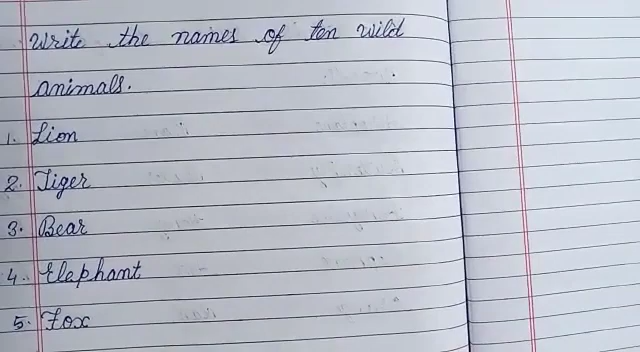 Write the names of ten wild
animals.
1. Lion
2. Tiger
3. Bear
4. Elephant
5. Fox